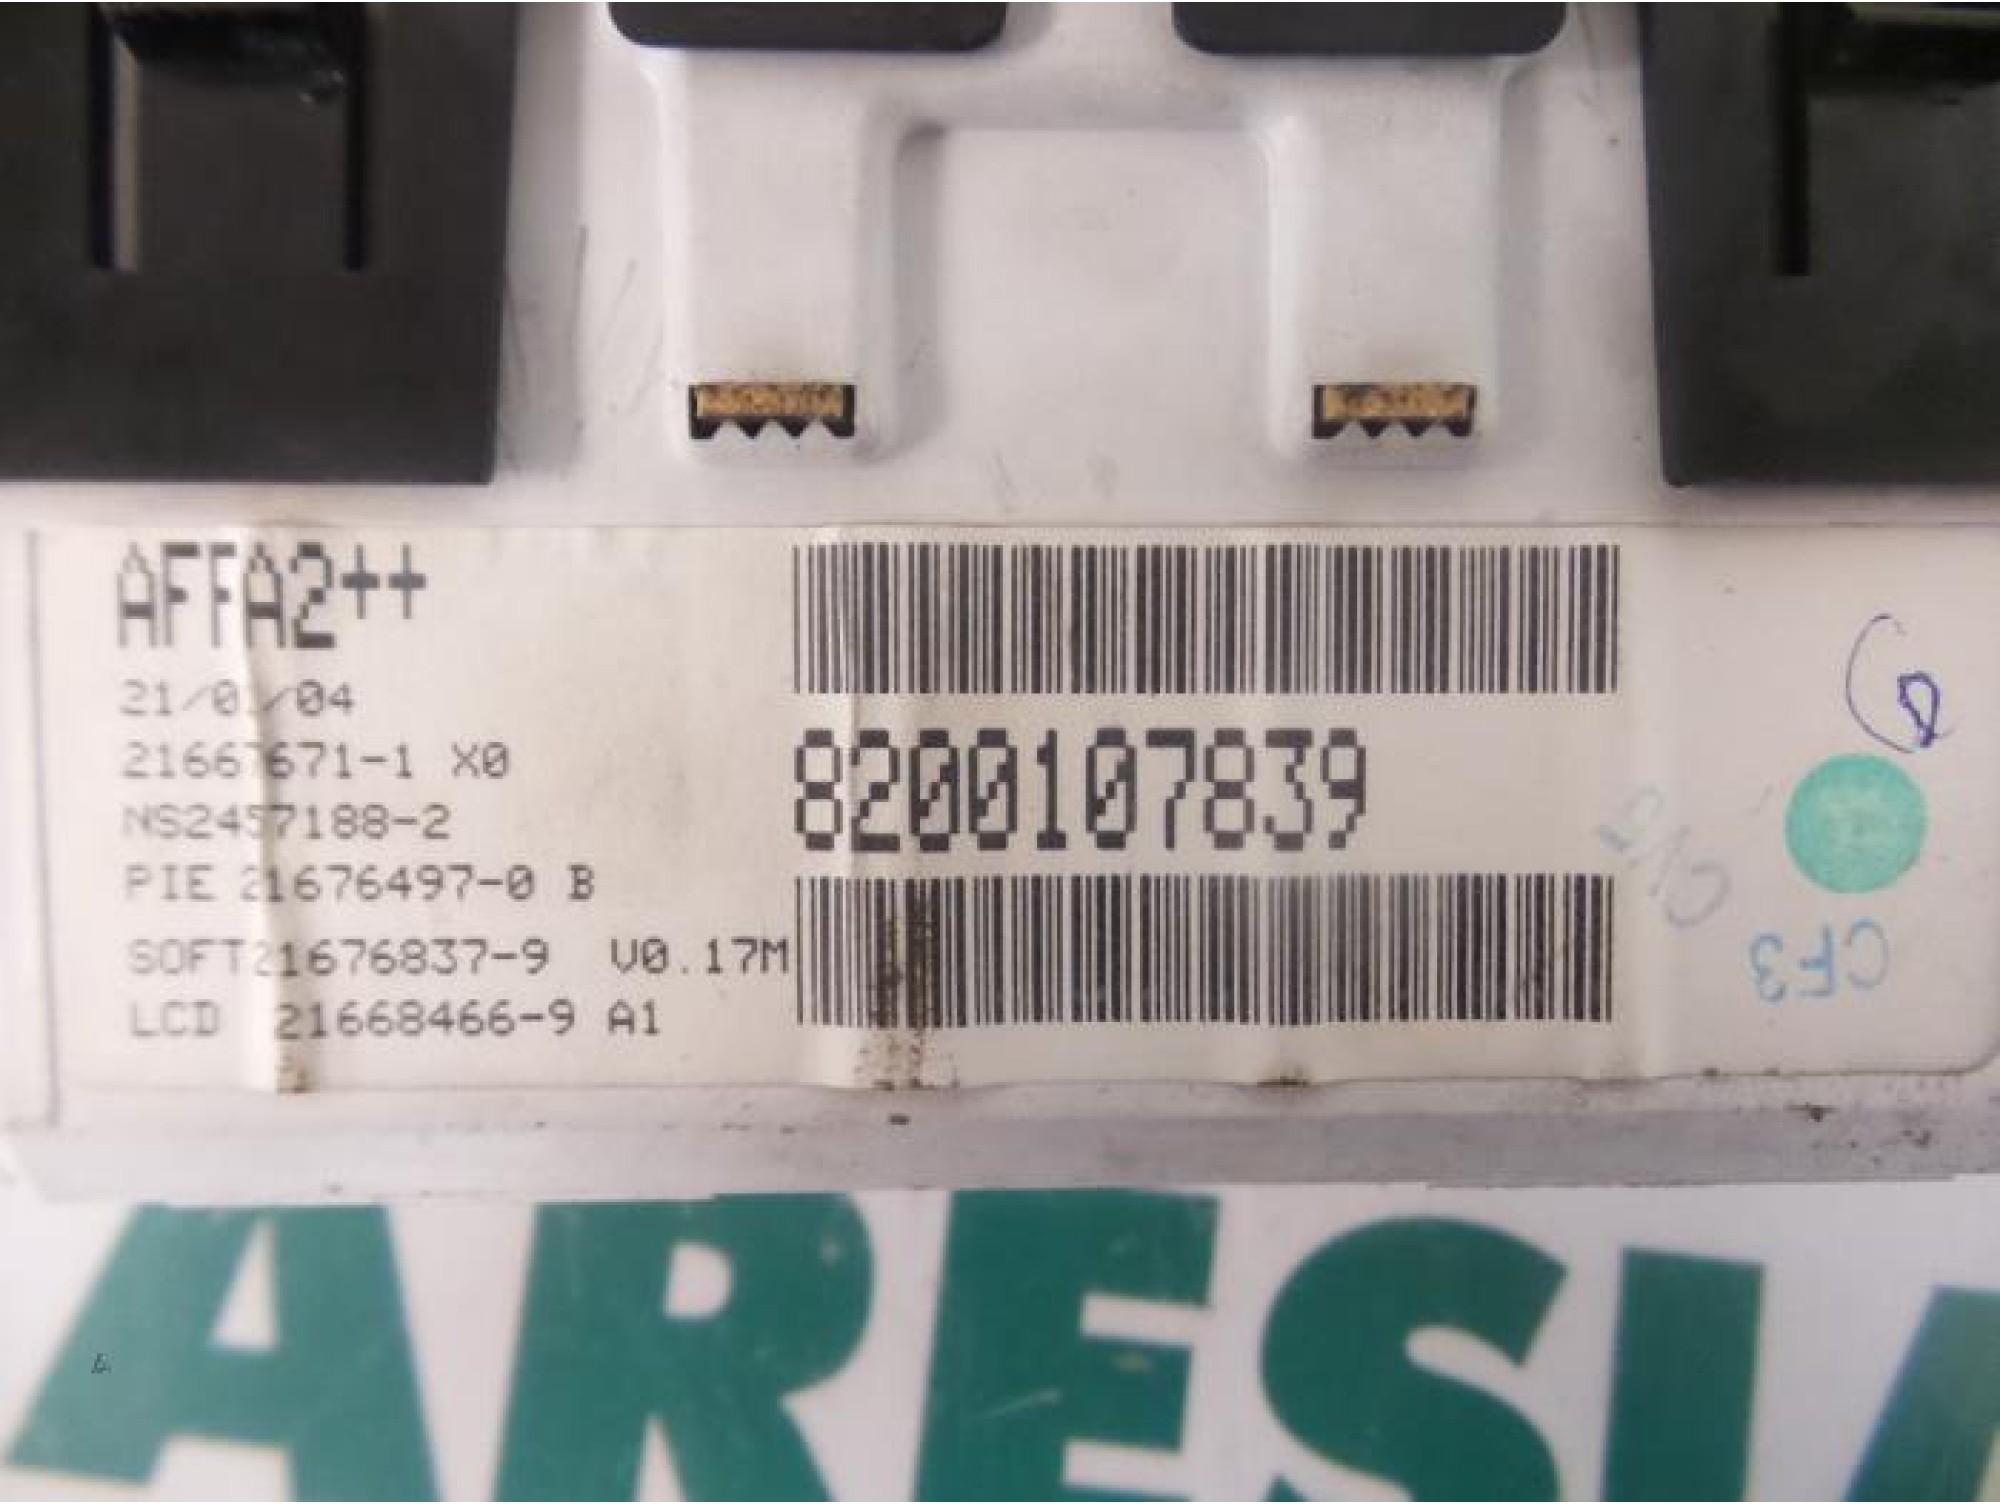 AFFA2++
21/01/04
21667671-1 X0
NS2457188-2
PIE 21676497-0 B
SOFT21676837-9 V0.17M
LCD 21668466-9 A1
8200107839
CF3
ARESI